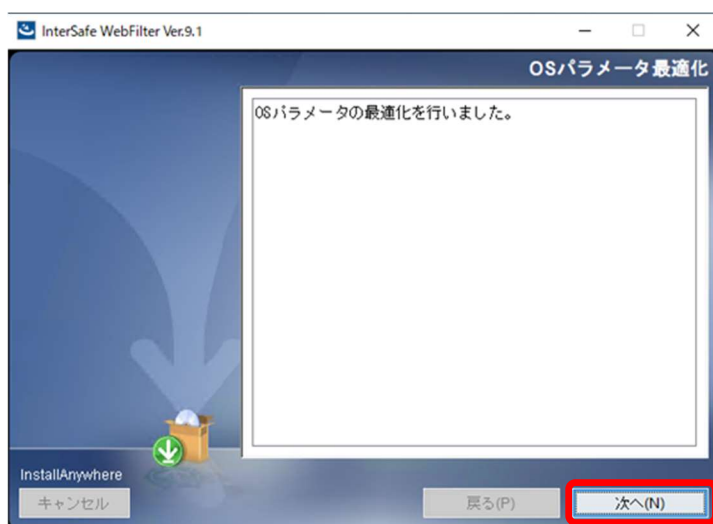 InterSafe WebFilter Ver.9.1
OSパラメータ最適化
OSパラメータの最適化を行いました。
InstallAnywhere
キャンセル
戻る(P)
次へ(N)